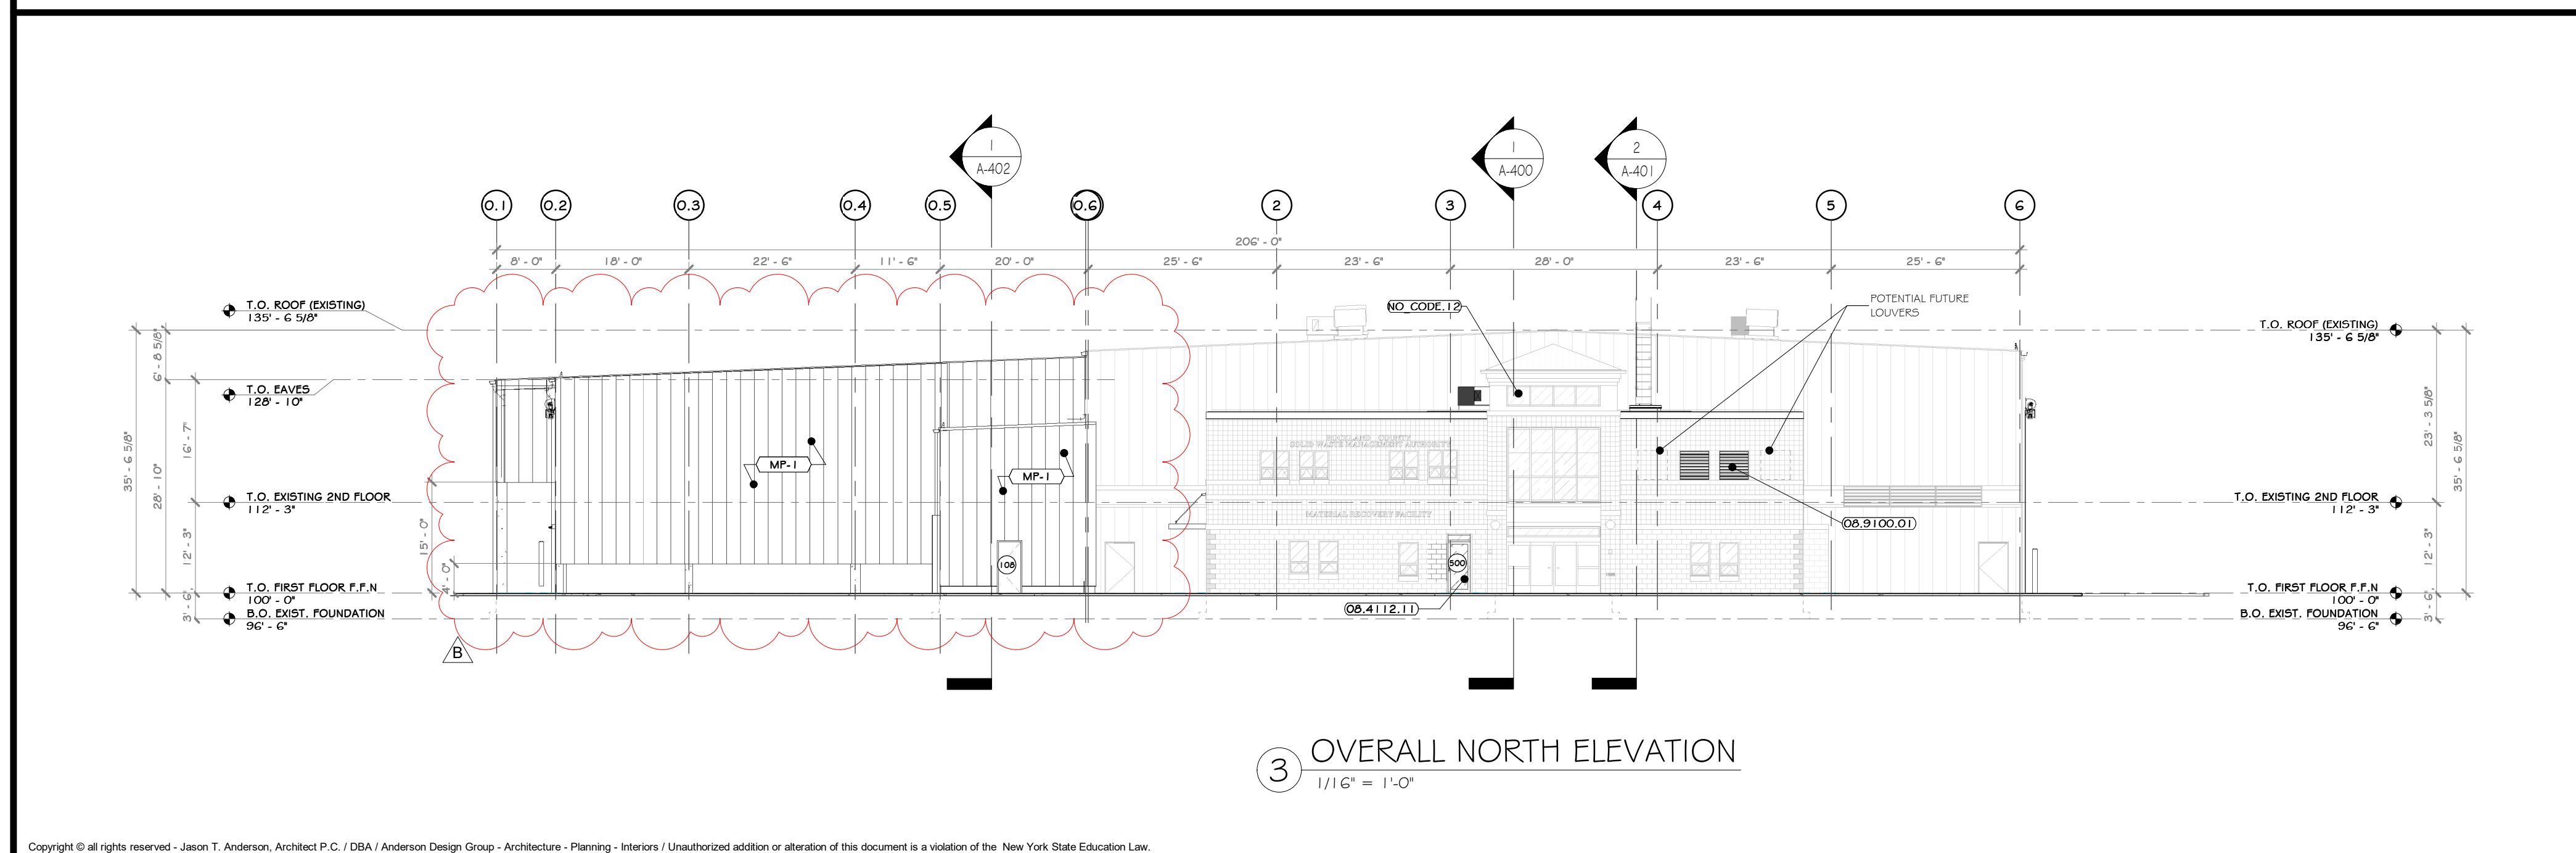 1
A-402
1
A-400
2
A-401
0.1
0.2
0.3
0.4
0.5
0.6
2
3
4
5
6
206' - 0"
8' - 0"
18' - 0"
22' - 6"
11' - 6"
20' - 0"
25' - 6"
23' - 6"
28' - 0"
23' - 6"
25' - 6"
T.O. ROOF (EXISTING)
135' - 6 5/8"
T.O. EAVES
128' - 10"
T.O. EXISTING 2ND FLOOR
112' - 3"
T.O. FIRST FLOOR F.F.N
100' - 0"
B.O. EXIST. FOUNDATION
96' - 6"
35' - 6 5/8"
6' - 8 5/8"
28' - 10"
16' - 7"
12' - 3"
3' - 6"
15' - 0"
4' - 0"
MP-1
MP-1
108
B
NO_CODE.12
POTENTIAL FUTURE
LOUVERS
ROCKLAND COUNTY
SOLID WASTE MANAGEMENT AUTHORITY
MATERIAL RECOVERY FACILITY
500
08.9100.01
08.4112.11
T.O. ROOF (EXISTING)
135' - 6 5/8"
T.O. EXISTING 2ND FLOOR
112' - 3"
T.O. FIRST FLOOR F.F.N
100' - 0"
B.O. EXIST. FOUNDATION
96' - 6"
23' - 3 5/8"
35' - 6 5/8"
12' - 3"
3' - 6"
3
OVERALL NORTH ELEVATION
1/16" = 1'-0"
Copyright © all rights reserved - Jason T. Anderson, Architect P.C. / DBA / Anderson Design Group - Architecture - Planning - Interiors / Unauthorized addition or alteration of this document is a violation of the New York State Education Law.